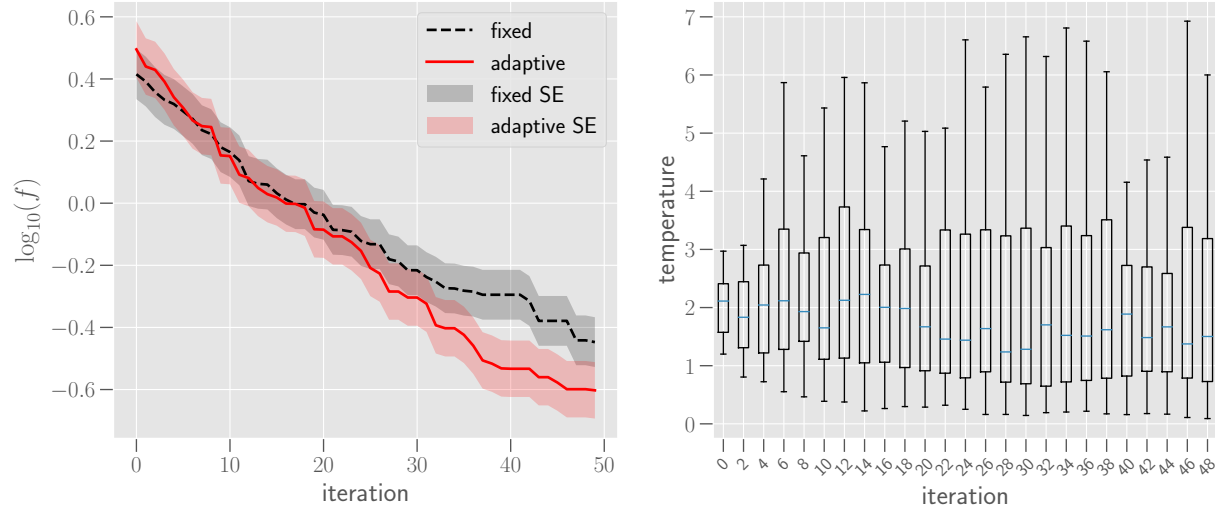 0.6
0.4
0.2
0.0
−0.2
−0.4
−0.6
log₁₀(f)
0 10 20 30 40 50
iteration
fixed
adaptive
fixed SE
adaptive SE
7
6
5
4
3
2
1
0
temperature
0 2 4 6 8 10 12 14 16 18 20 22 24 26 28 30 32 34 36 38 40 42 44 46 48
iteration